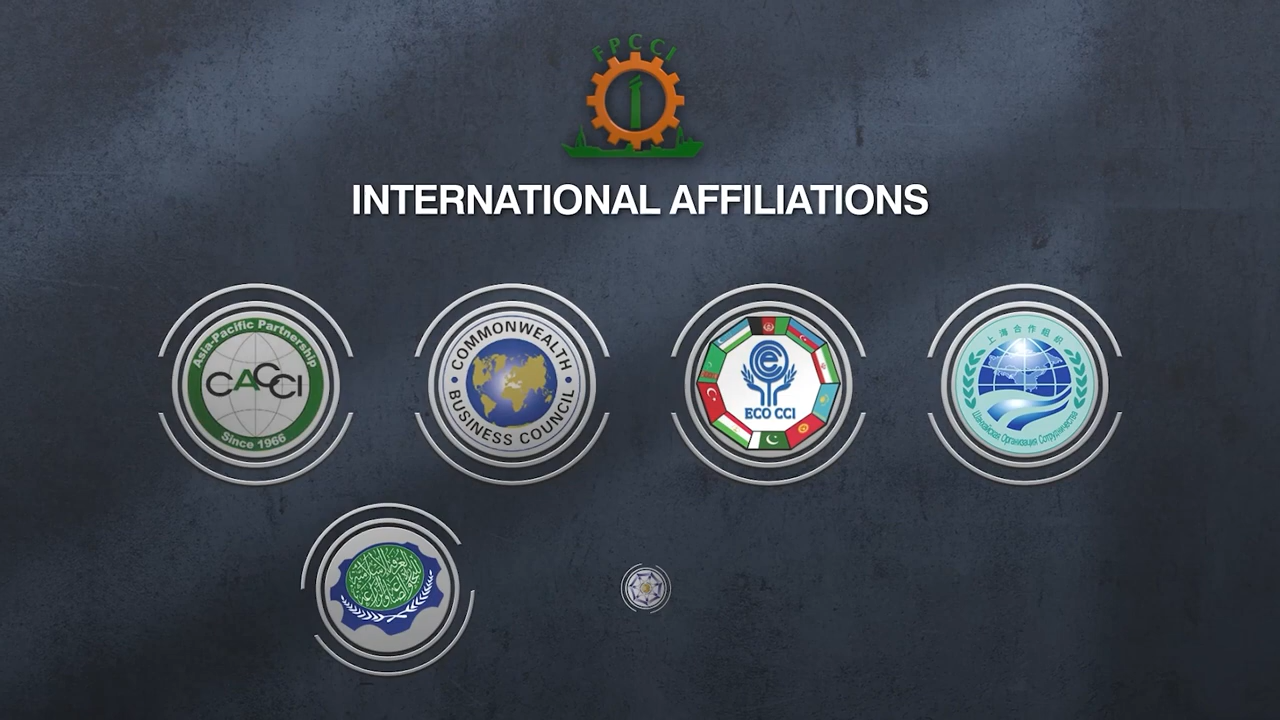 FPCCI
INTERNATIONAL AFFILIATIONS
Asia-Pacific Partnership
CACCI
Since 1966
COMMONWEALTH
BUSINESS COUNCIL
e
ECO CCI
上海合作组织
Шанхайская Организация Сотрудничества